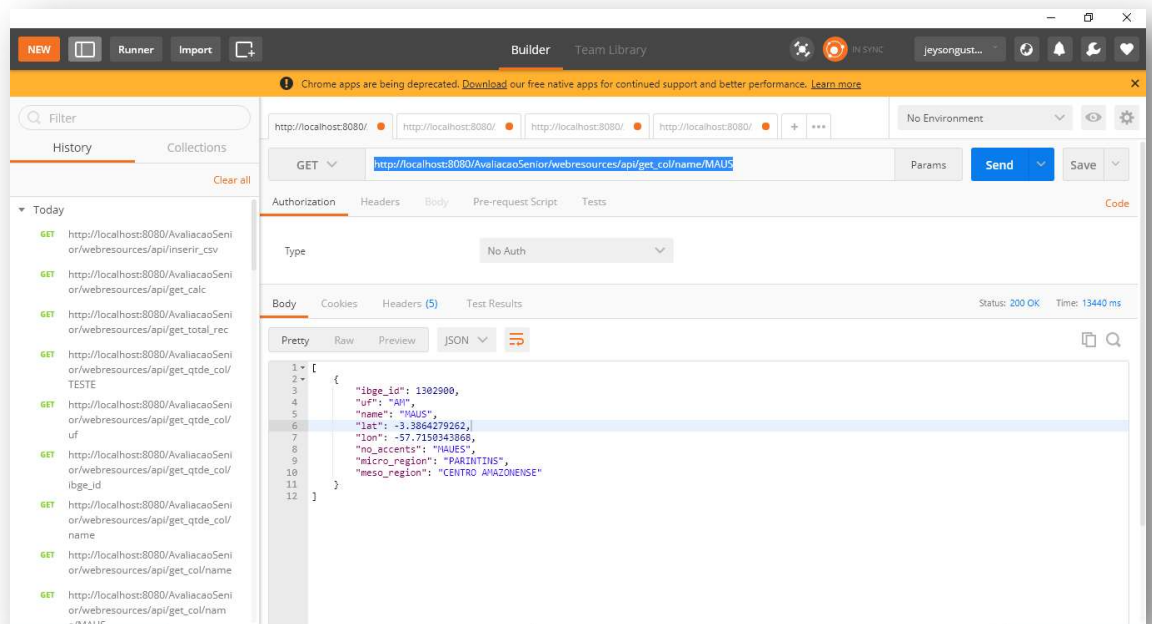 NEW Runner Import Builder Team Library IN SYNC jeysongust...
Chrome apps are being deprecated. Download our free native apps for continued support and better performance. Learn more
Filter
History Collections
Clear all
Today
GET http://localhost:8080/AvaliacaoSeni
or/webresources/api/inserir_csv
GET http://localhost:8080/AvaliacaoSeni
or/webresources/api/get_calc
GET http://localhost:8080/AvaliacaoSeni
or/webresources/api/get_total_rec
GET http://localhost:8080/AvaliacaoSeni
or/webresources/api/get_qtde_col/
TESTE
GET http://localhost:8080/AvaliacaoSeni
or/webresources/api/get_qtde_col/
uf
GET http://localhost:8080/AvaliacaoSeni
or/webresources/api/get_qtde_col/
ibge_id
GET http://localhost:8080/AvaliacaoSeni
or/webresources/api/get_qtde_col/
name
GET http://localhost:8080/AvaliacaoSeni
or/webresources/api/get_col/name
GET http://localhost:8080/AvaliacaoSeni
or/webresources/api/get_col/nam
http://localhost:8080/ http://localhost:8080/ http://localhost:8080/ http://localhost:8080/ + •••
No Environment
GET http://localhost:8080/AvaliacaoSenior/webresources/api/get_col/name/MAUS Params Send Save
Authorization Headers Body Pre-request Script Tests Code
Type No Auth
Body Cookies Headers (5) Test Results Status: 200 OK Time: 13440 ms
Pretty Raw Preview JSON
1 [
2 {
3 "ibge_id": 1302900,
4 "uf": "AM",
5 "name": "MAUS",
6 "lat": -3.3864279262,
7 "lon": -57.7150343868,
8 "no_accents": "MAUES",
9 "micro_region": "PARINTINS",
10 "meso_region": "CENTRO AMAZONENSE"
11 }
12 ]